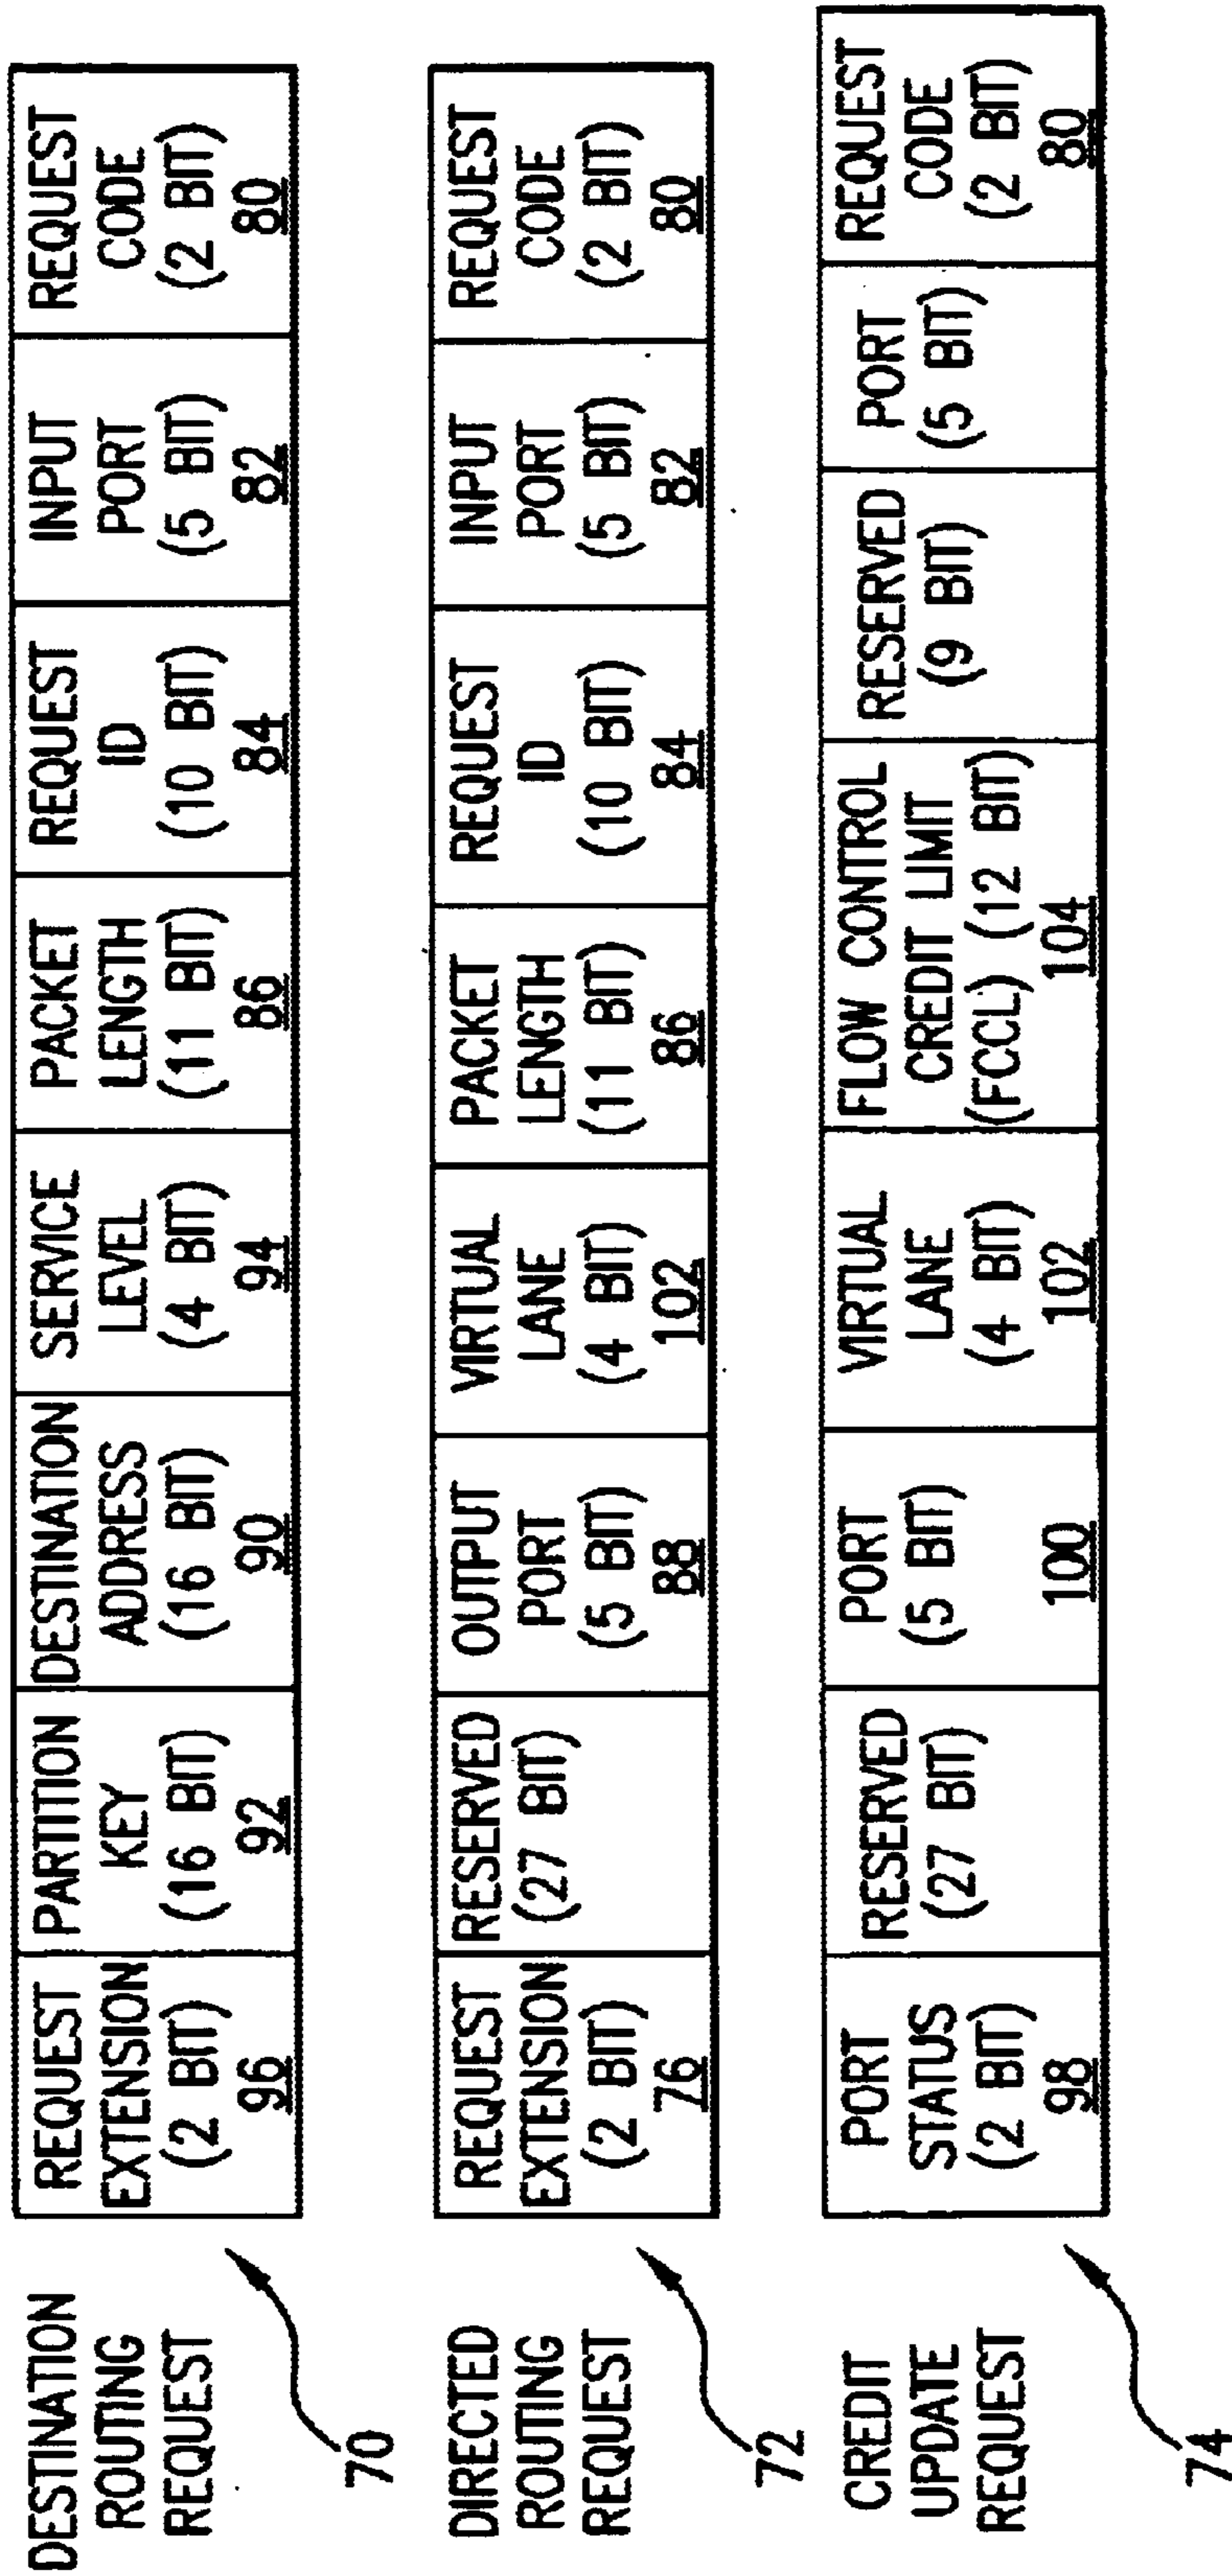 DESTINATION
ROUTING
REQUEST
70
REQUEST
EXTENSION
(2 BIT)
96
PARTITION
KEY
(16 BIT)
92
DESTINATION
ADDRESS
(16 BIT)
90
SERVICE
LEVEL
(4 BIT)
94
PACKET
LENGTH
(11 BIT)
86
REQUEST
ID
(10 BIT)
84
INPUT
PORT
(5 BIT)
82
REQUEST
CODE
(2 BIT)
80
DIRECTED
ROUTING
REQUEST
72
REQUEST
EXTENSION
(2 BIT)
76
RESERVED
(27 BIT)
OUTPUT
PORT
(5 BIT)
88
VIRTUAL
LANE
(4 BIT)
102
PACKET
LENGTH
(11 BIT)
86
REQUEST
ID
(10 BIT)
84
INPUT
PORT
(5 BIT)
82
REQUEST
CODE
(2 BIT)
80
CREDIT
UPDATE
REQUEST
74
PORT
STATUS
(2 BIT)
98
RESERVED
(27 BIT)
PORT
(5 BIT)
100
VIRTUAL
LANE
(4 BIT)
102
FLOW CONTROL
CREDIT LIMIT
(FCCL) (12 BIT)
104
RESERVED
(9 BIT)
PORT
(5 BIT)
REQUEST
CODE
(2 BIT)
80